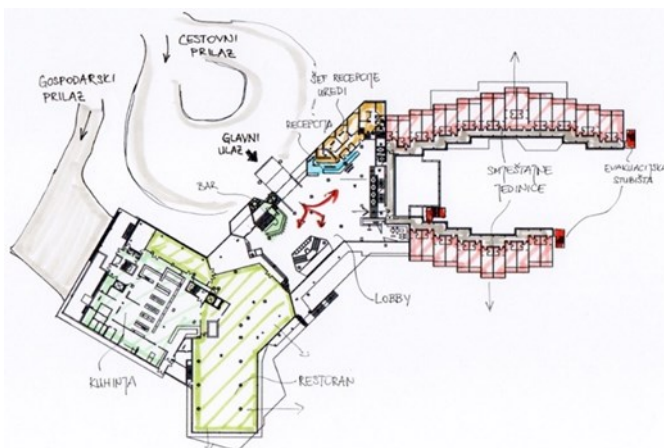 CESTOVNI
PRILAZ
GOSPODARSKI
PRILAZ
ŠEF RECEPCIJE
UREDI
RECEPCIJA
GLAVNI
ULAZ
BAR
SMJEŠTAJNE
JEDINICE
EVAKUACIJSKA
STUBIŠTA
LOBBY
RESTORAN
KUHINJA